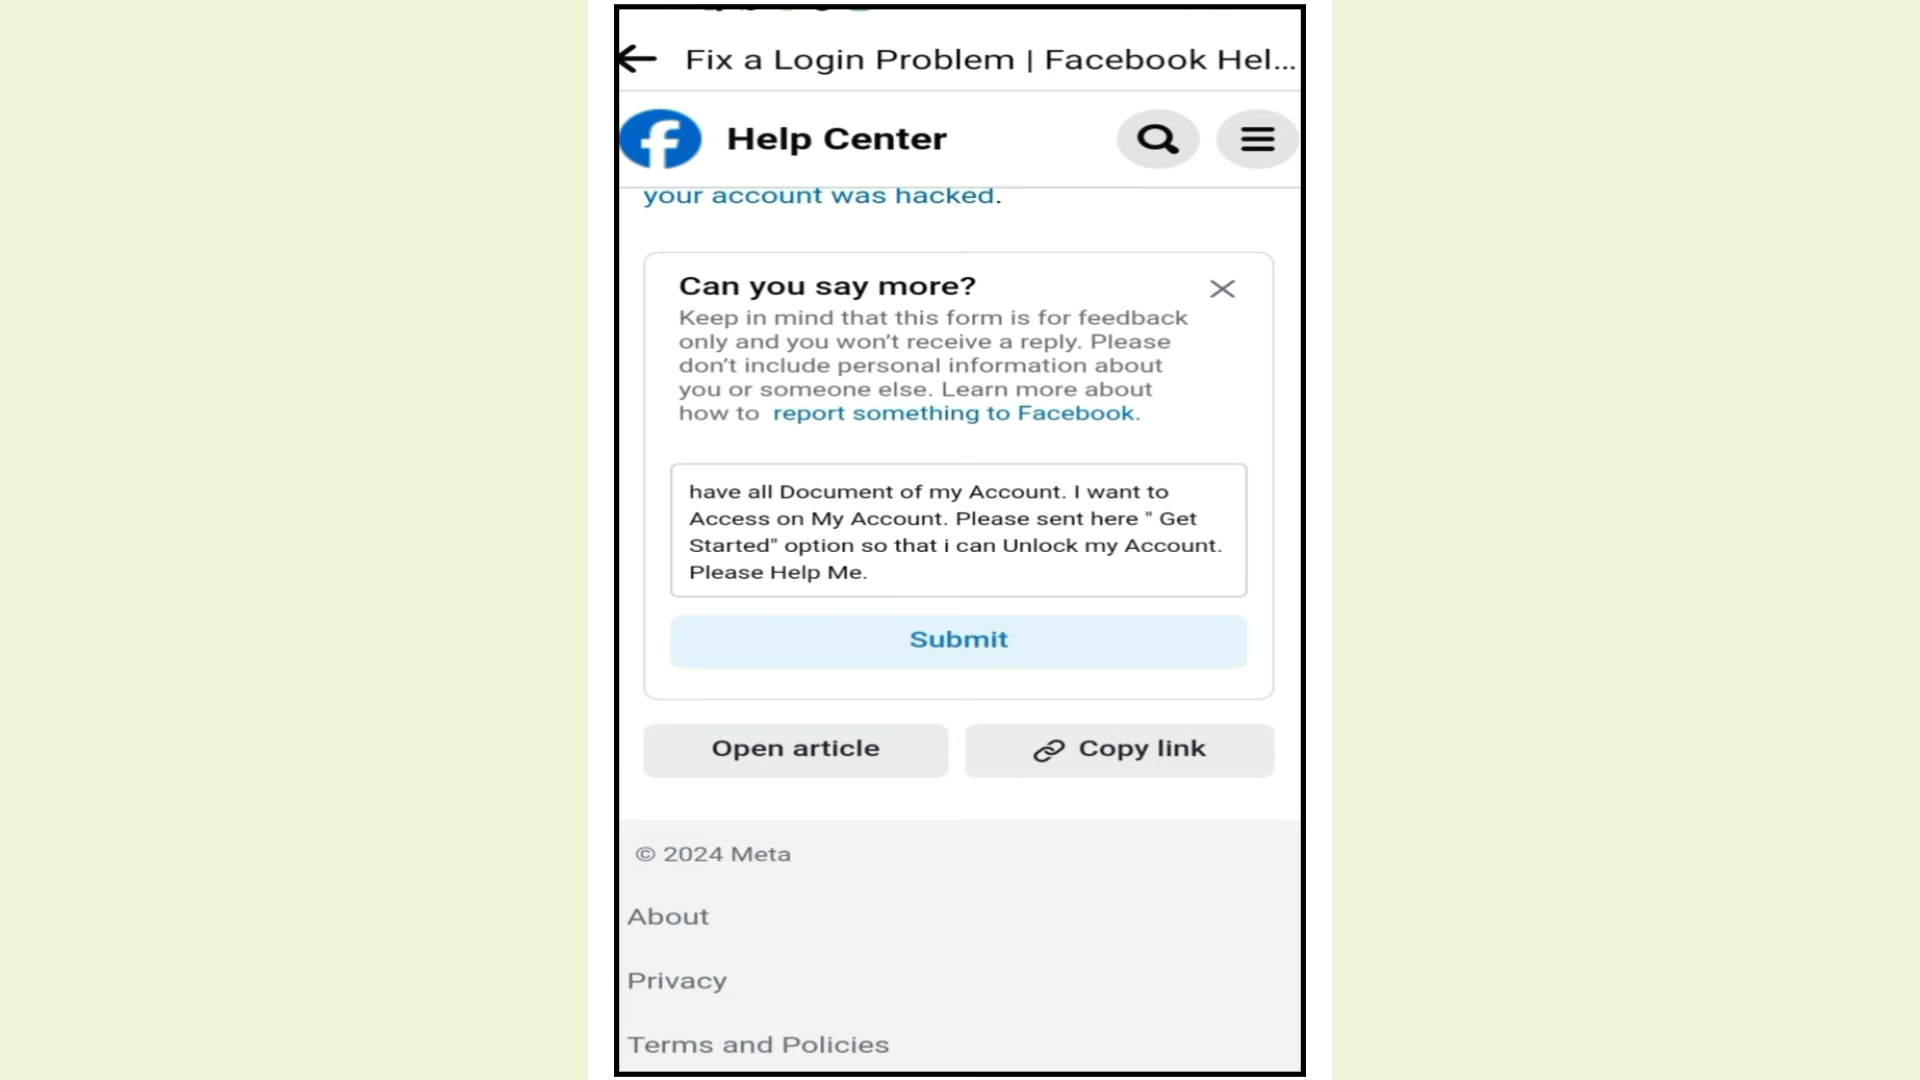 Fix a Login Problem | Facebook Hel...
Help Center
your account was hacked.
Can you say more?
Keep in mind that this form is for feedback
only and you won't receive a reply. Please
don't include personal information about
you or someone else. Learn more about
how to report something to Facebook.
have all Document of my Account. I want to
Access on My Account. Please sent here " Get
Started" option so that i can Unlock my Account.
Please Help Me.
Submit
Open article
Copy link
© 2024 Meta
About
Privacy
Terms and Policies